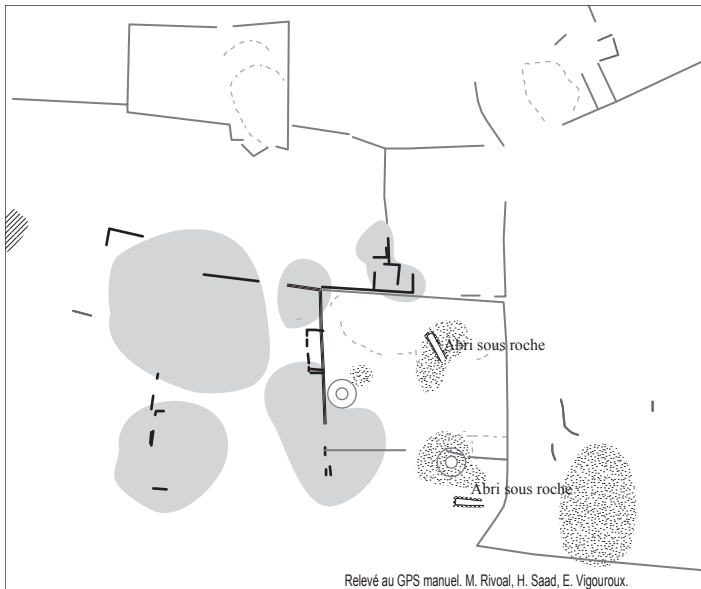 Abri sous roche
Abri sous roche
Relevé au GPS manuel. M. Rivoal, H. Saad, E. Vigouroux.